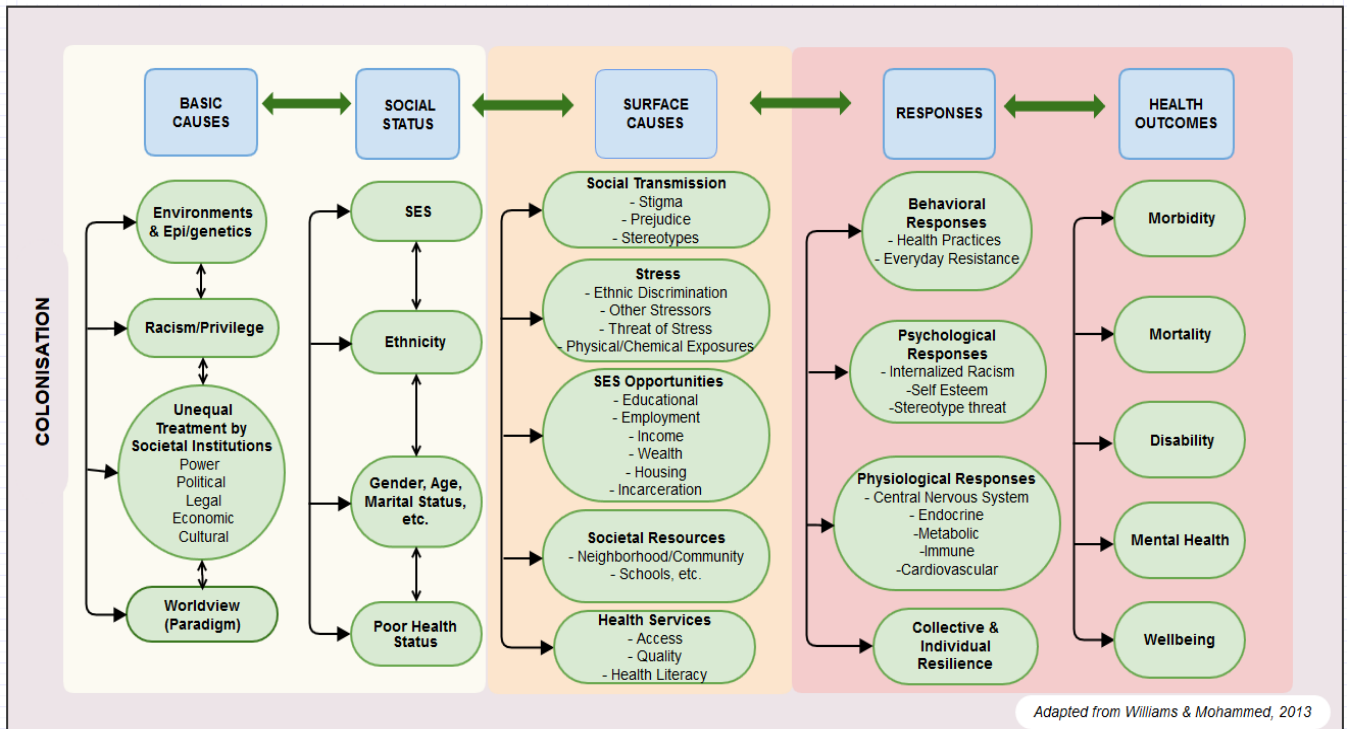 COLONISATION
BASIC
CAUSES
Environments
& Epi/genetics
Racism/Privilege
Unequal
Treatment by
Societal Institutions
Power
Political
Legal
Economic
Cultural
Worldview
(Paradigm)
SOCIAL
STATUS
SES
Ethnicity
Gender, Age,
Marital Status,
etc.
Poor Health
Status
SURFACE
CAUSES
Social Transmission
- Stigma
- Prejudice
- Stereotypes
Stress
- Ethnic Discrimination
- Other Stressors
- Threat of Stress
- Physical/Chemical Exposures
SES Opportunities
- Educational
- Employment
- Income
- Wealth
- Housing
- Incarceration
Societal Resources
- Neighborhood/Community
- Schools, etc.
Health Services
- Access
- Quality
- Health Literacy
RESPONSES
Behavioral
Responses
- Health Practices
- Everyday Resistance
Psychological
Responses
- Internalized Racism
-Self Esteem
-Stereotype threat
Physiological Responses
- Central Nervous System
- Endocrine
-Metabolic
-Immune
-Cardiovascular
Collective &
Individual
Resilience
HEALTH
OUTCOMES
Morbidity
Mortality
Disability
Mental Health
Wellbeing
Adapted from Williams & Mohammed, 2013